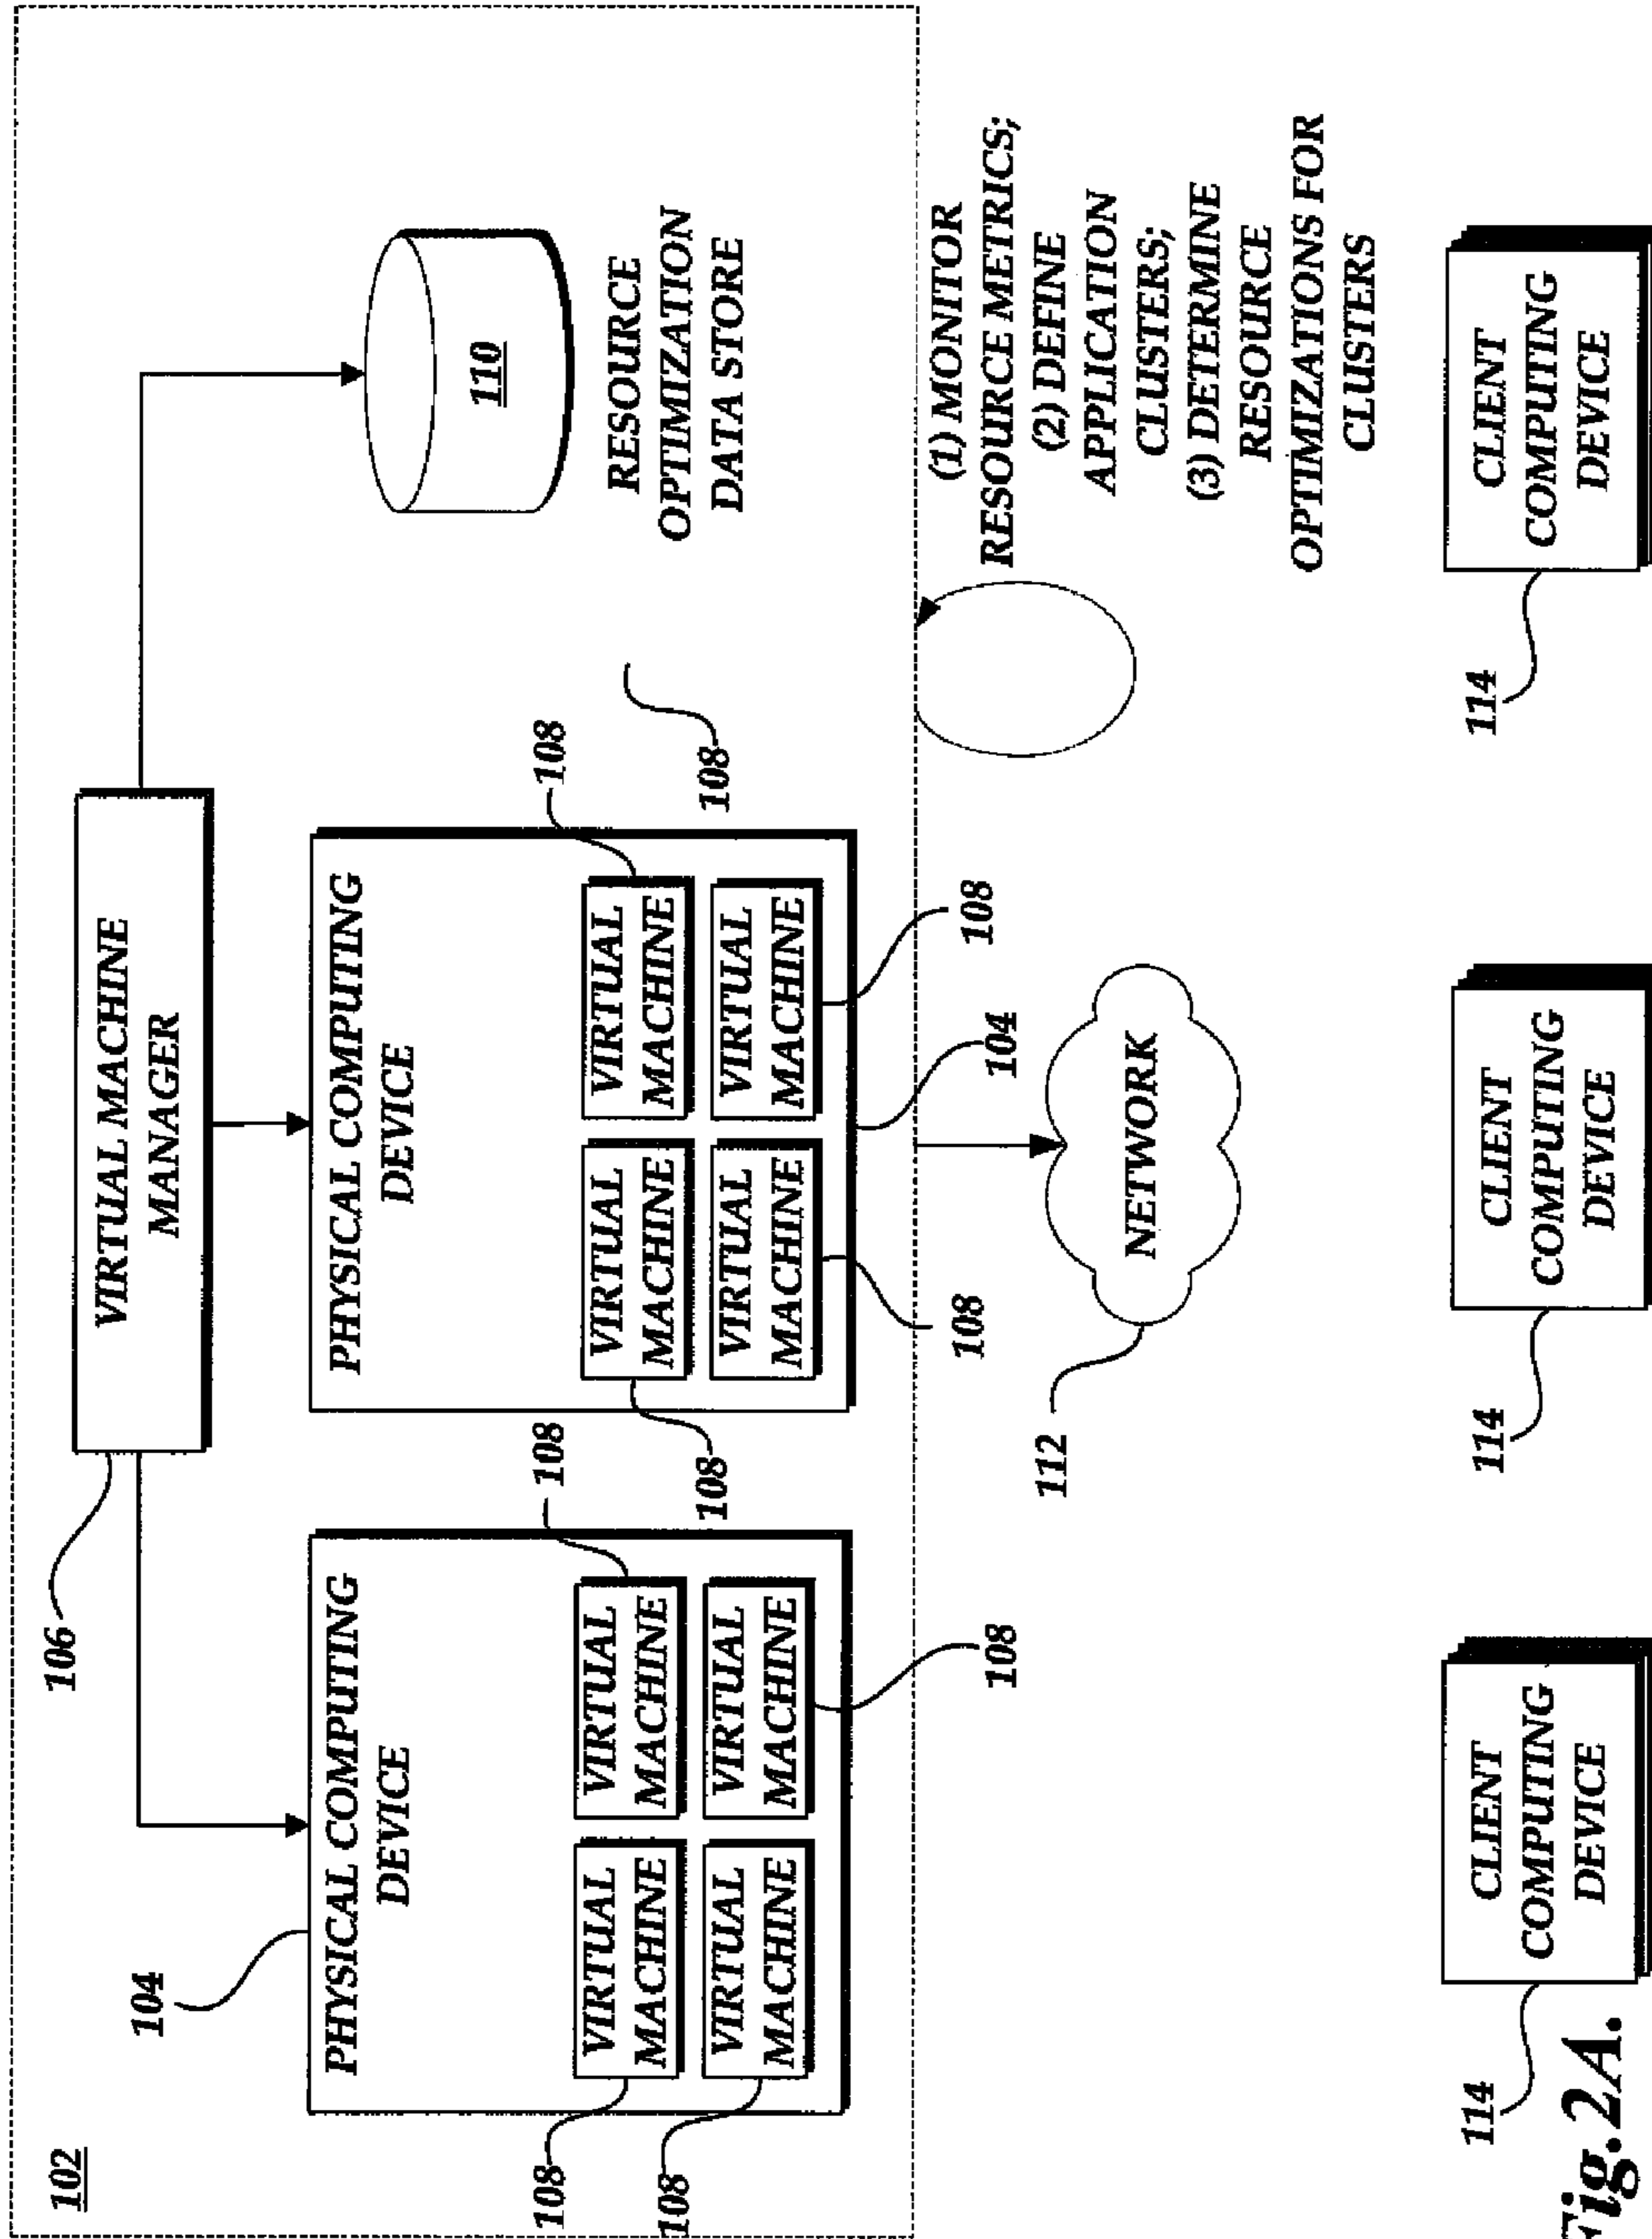 102
106
VIRTUAL MACHINE
MANAGER
104
PHYSICAL COMPUTING
DEVICE
108
VIRTUAL
MACHINE
VIRTUAL
MACHINE
108
108
VIRTUAL
MACHINE
VIRTUAL
MACHINE
108
PHYSICAL COMPUTING
DEVICE
108
VIRTUAL
MACHINE
VIRTUAL
MACHINE
108
108
VIRTUAL
MACHINE
VIRTUAL
MACHINE
108
104
108
110
RESOURCE
OPTIMIZATION
DATA STORE
112
NETWORK
(1) MONITOR
RESOURCE METRICS;
(2) DEFINE
APPLICATION
CLUSTERS;
(3) DETERMINE
RESOURCE
OPTIMIZATIONS FOR
CLUSTERS
114
CLIENT
COMPUTING
DEVICE
114
CLIENT
COMPUTING
DEVICE
114
CLIENT
COMPUTING
DEVICE
Fig.2A.